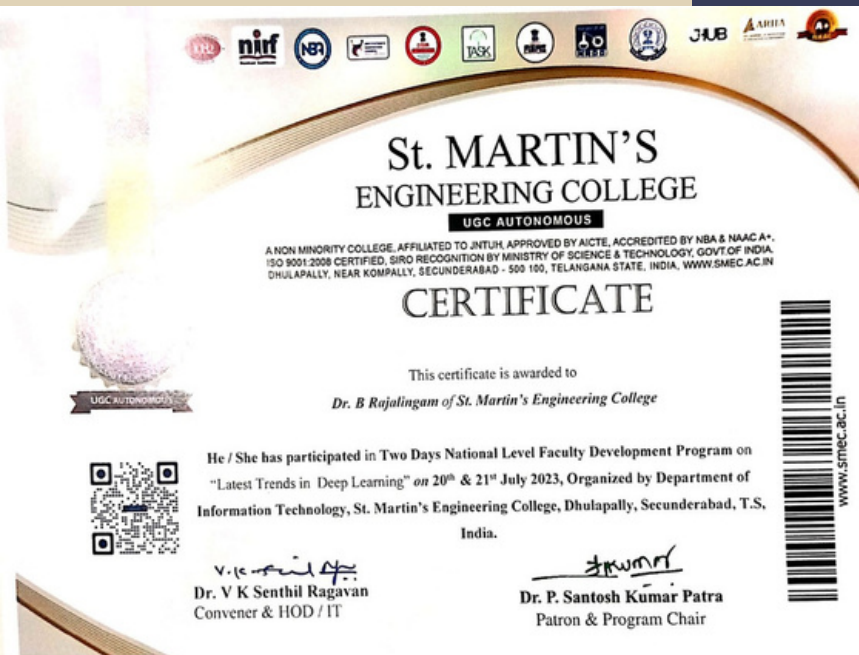 nirf
NBA
TASK
J-HUB
ARIIA
A+
NAAC
St. MARTIN'S
ENGINEERING COLLEGE
UGC AUTONOMOUS
A NON MINORITY COLLEGE, AFFILIATED TO JNTUH, APPROVED BY AICTE, ACCREDITED BY NBA & NAAC A+,
ISO 9001:2008 CERTIFIED, SIRO RECOGNITION BY MINISTRY OF SCIENCE & TECHNOLOGY, GOVT.OF INDIA.
DHULAPALLY, NEAR KOMPALLY, SECUNDERABAD - 500 100, TELANGANA STATE, INDIA, WWW.SMEC.AC.IN
CERTIFICATE
This certificate is awarded to
Dr. B Rajalingam of St. Martin's Engineering College
UGC AUTONOMOUS
He / She has participated in Two Days National Level Faculty Development Program on
"Latest Trends in Deep Learning" on 20th & 21st July 2023, Organized by Department of
Information Technology, St. Martin's Engineering College, Dhulapally, Secunderabad, T.S,
India.
www.smec.ac.in
Dr. V K Senthil Ragavan
Convener & HOD / IT
Dr. P. Santosh Kumar Patra
Patron & Program Chair